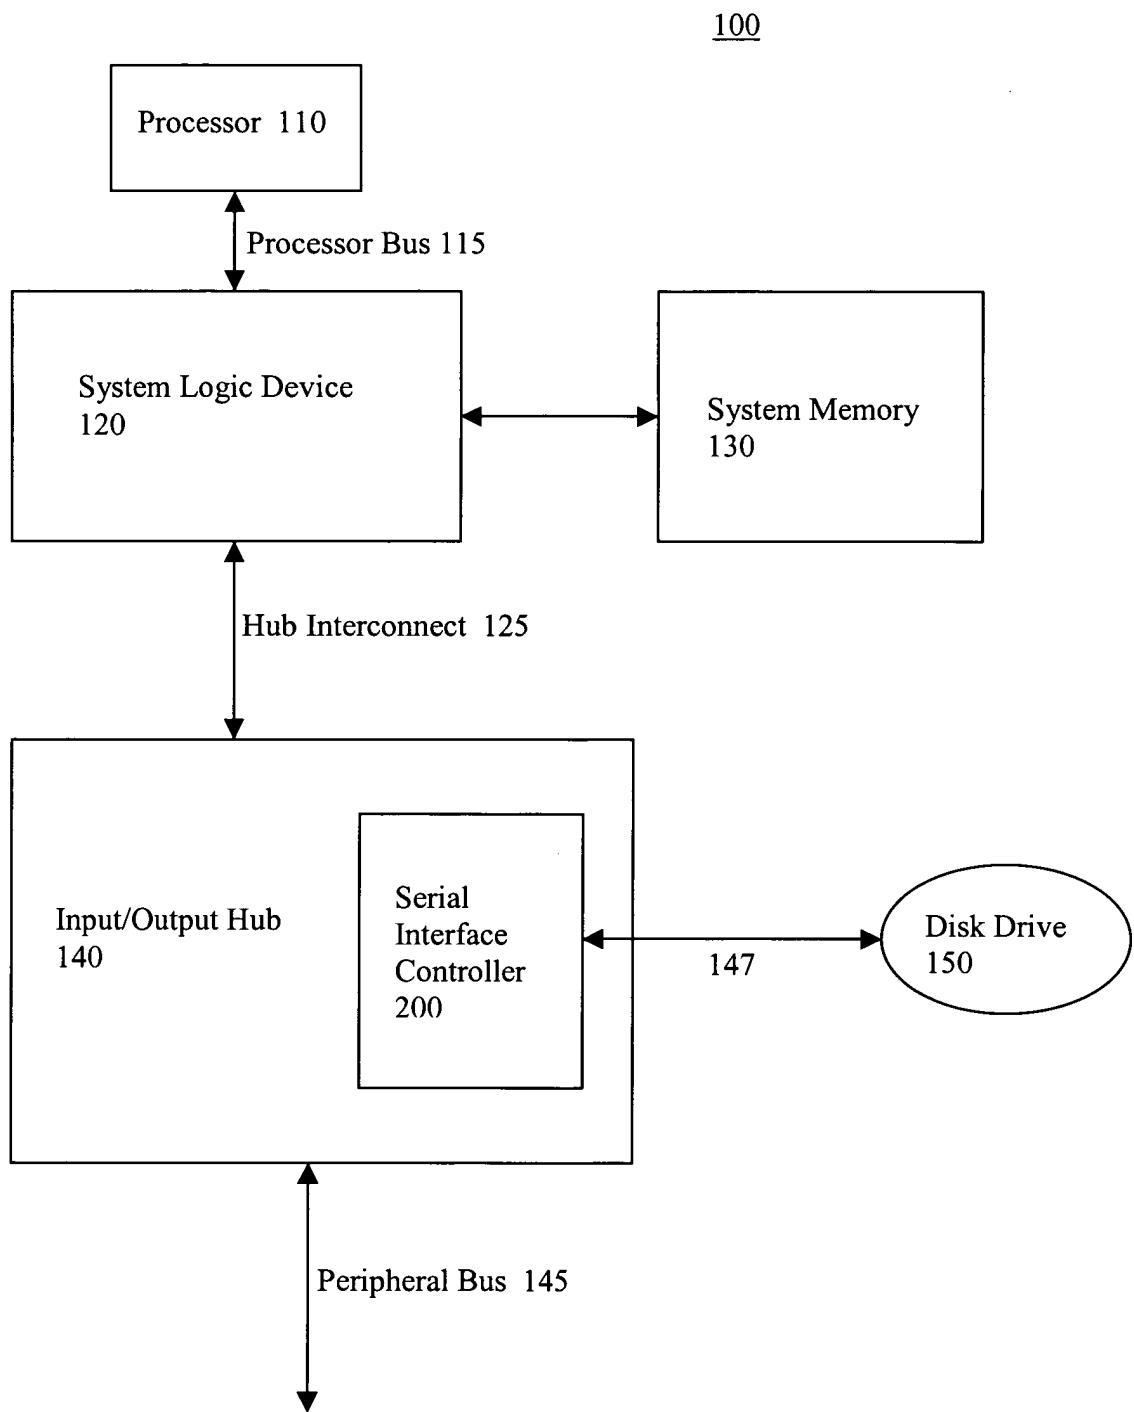 100
Processor 110
Processor Bus 115
System Logic Device
120
System Memory
130
Hub Interconnect 125
Input/Output Hub
140
Serial
Interface
Controller
200
147
Disk Drive
150
Peripheral Bus 145